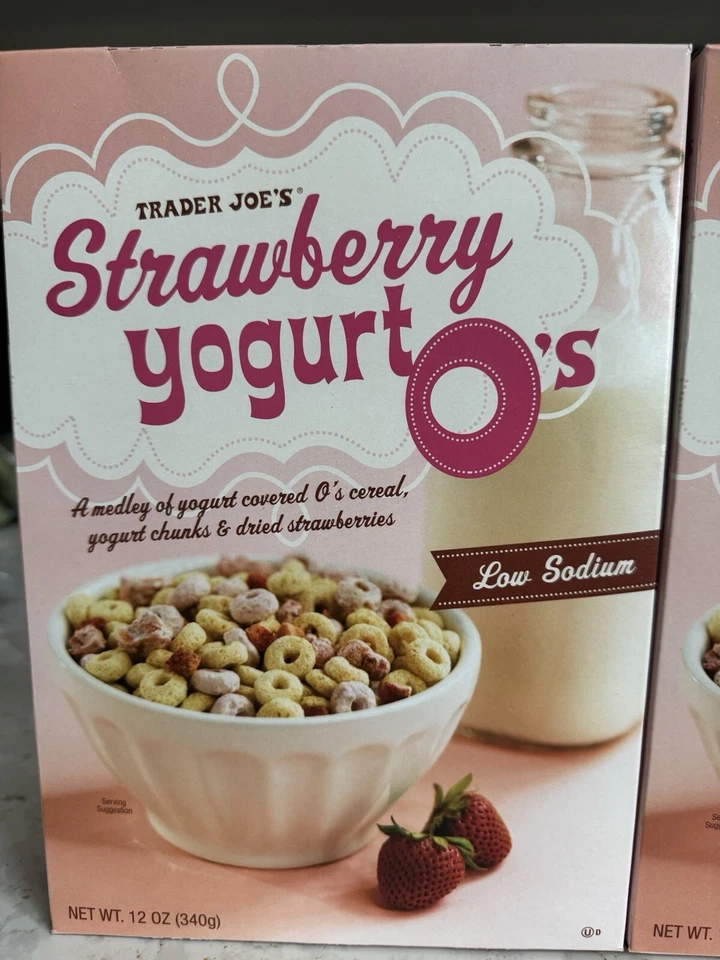 TRADER JOE'S®
Strawberry
yogurt O's
A medley of yogurt covered O's cereal,
yogurt chunks & dried strawberries
Low Sodium
Serving
Suggestion
NET WT. 12 OZ (340g)
U D
NET WT.